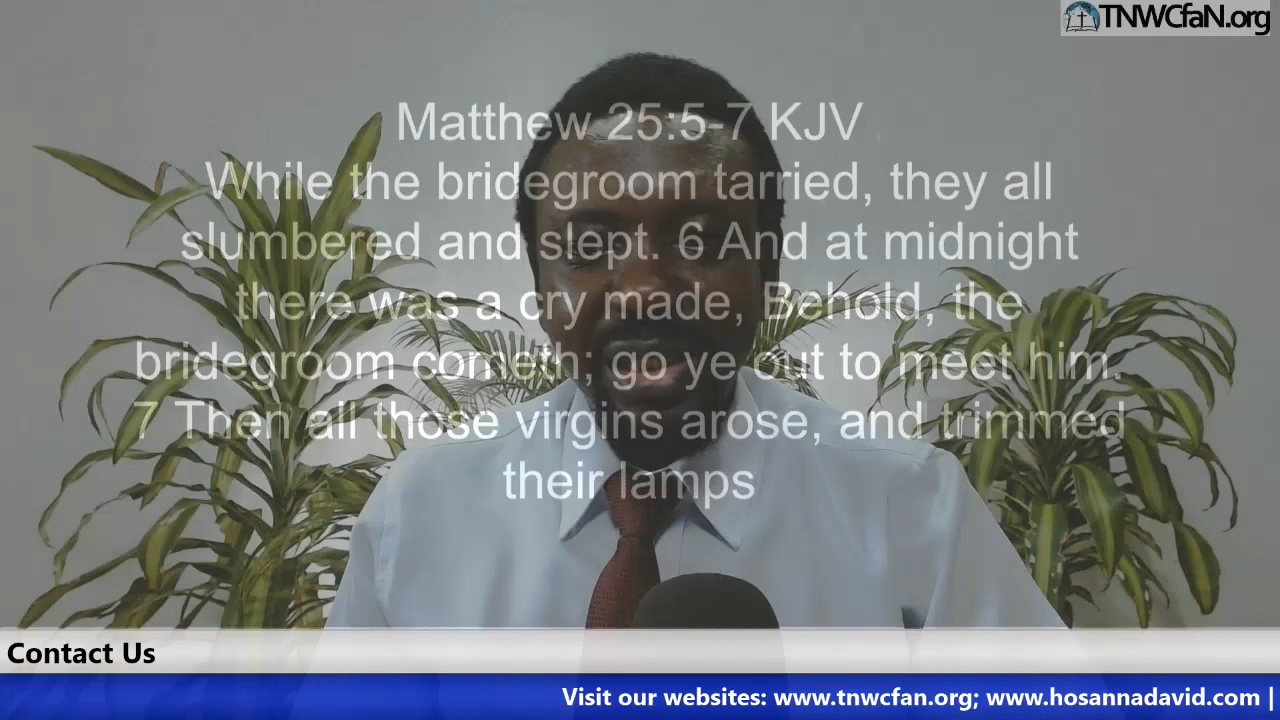 TNWCfaN.org
Matthew 25:5-7 KJV
While the bridegroom tarried, they all
slumbered and slept. 6 And at midnight
there was a cry made, Behold, the
bridegroom cometh; go ye out to meet him.
7 Then all those virgins arose, and trimmed
their lamps
Contact Us
Visit our websites: www.tnwcfan.org; www.hosannadavid.com |